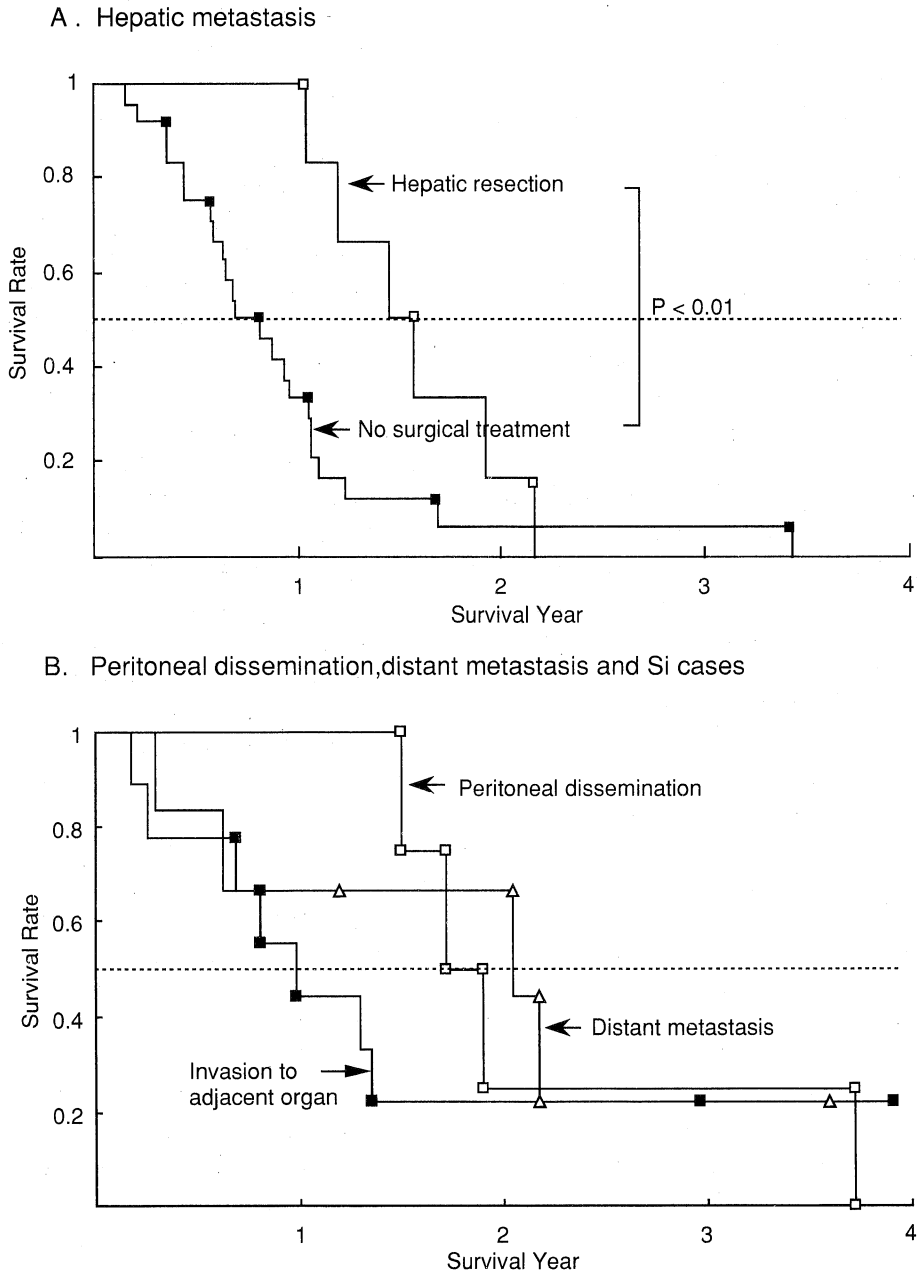 A . Hepatic metastasis
1
0.8
Hepatic resection
0.6
P < 0.01
Survival Rate
0.4
No surgical treatment
0.2
1 2 3 4
Survival Year
B. Peritoneal dissemination,distant metastasis and Si cases
1
Peritoneal dissemination
0.8
0.6
Survival Rate
0.4
Distant metastasis
Invasion to
adjacent organ
0.2
1 2 3 4
Survival Year